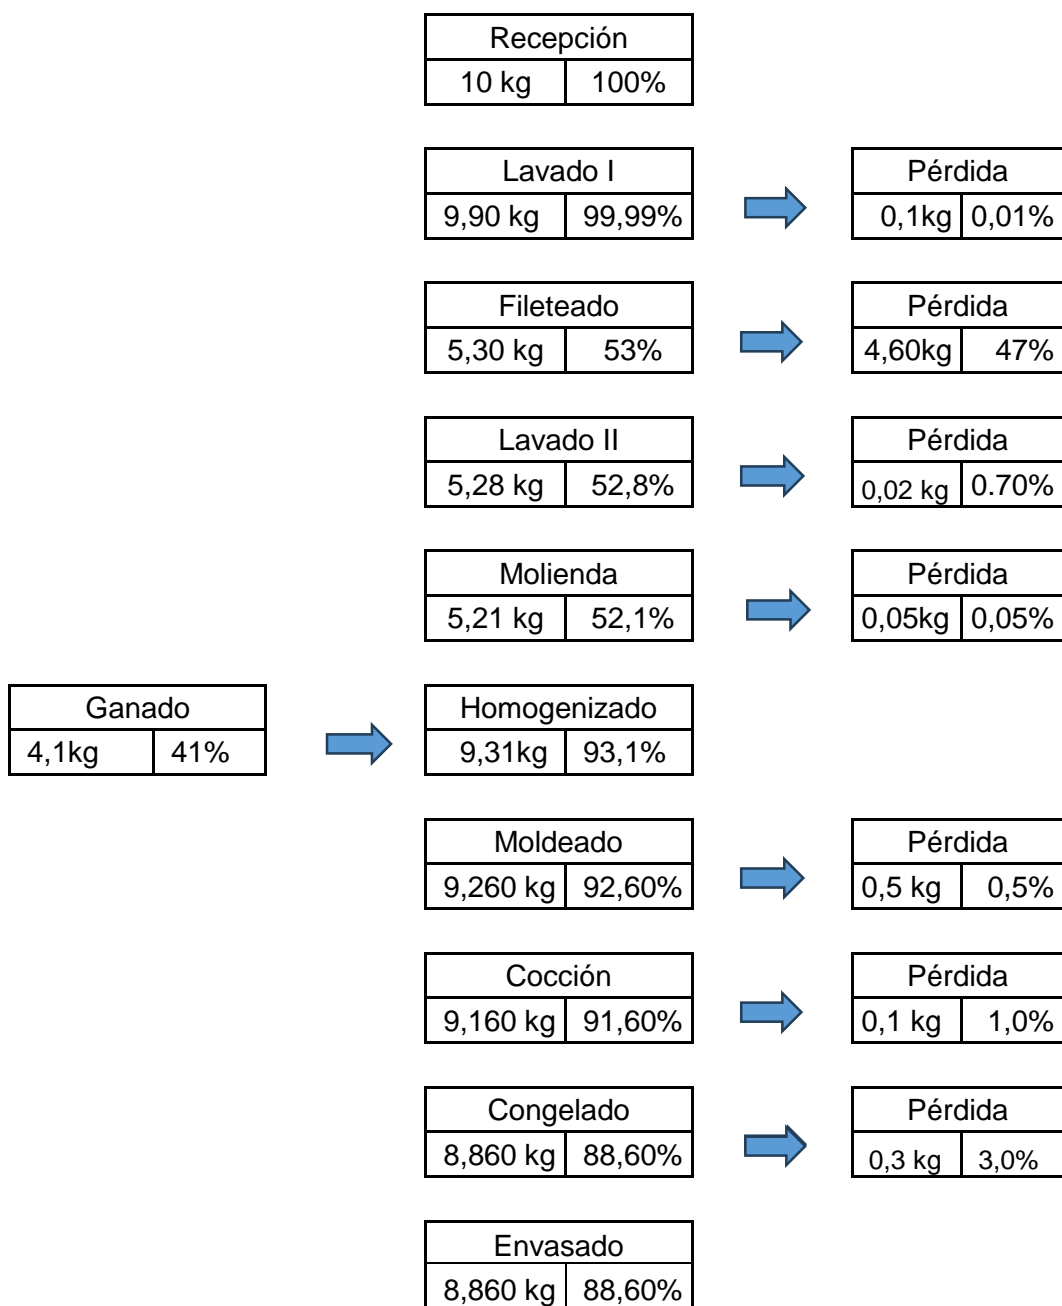 Recepción
10 kg 100%
Lavado I Pérdida
9,90 kg 99,99% 0,1kg 0,01%
Fileteado Pérdida
5,30 kg 53% 4,60kg 47%
Lavado II Pérdida
5,28 kg 52,8% 0,02 kg 0.70%
Molienda Pérdida
5,21 kg 52,1% 0,05kg 0,05%
Ganado Homogenizado
4,1kg 41% 9,31kg 93,1%
Moldeado Pérdida
9,260 kg 92,60% 0,5 kg 0,5%
Cocción Pérdida
9,160 kg 91,60% 0,1 kg 1,0%
Congelado Pérdida
8,860 kg 88,60% 0,3 kg 3,0%
Envasado
8,860 kg 88,60%